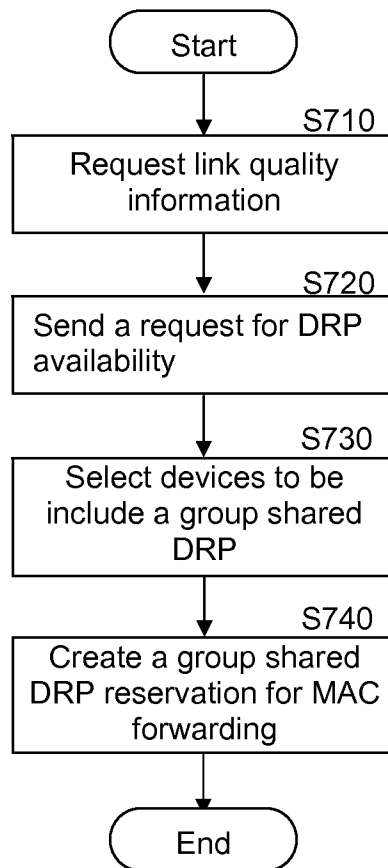 Start
S710
Request link quality
information
S720
Send a request for DRP
availability
S730
Select devices to be
include a group shared
DRP
S740
Create a group shared
DRP reservation for MAC
forwarding
End